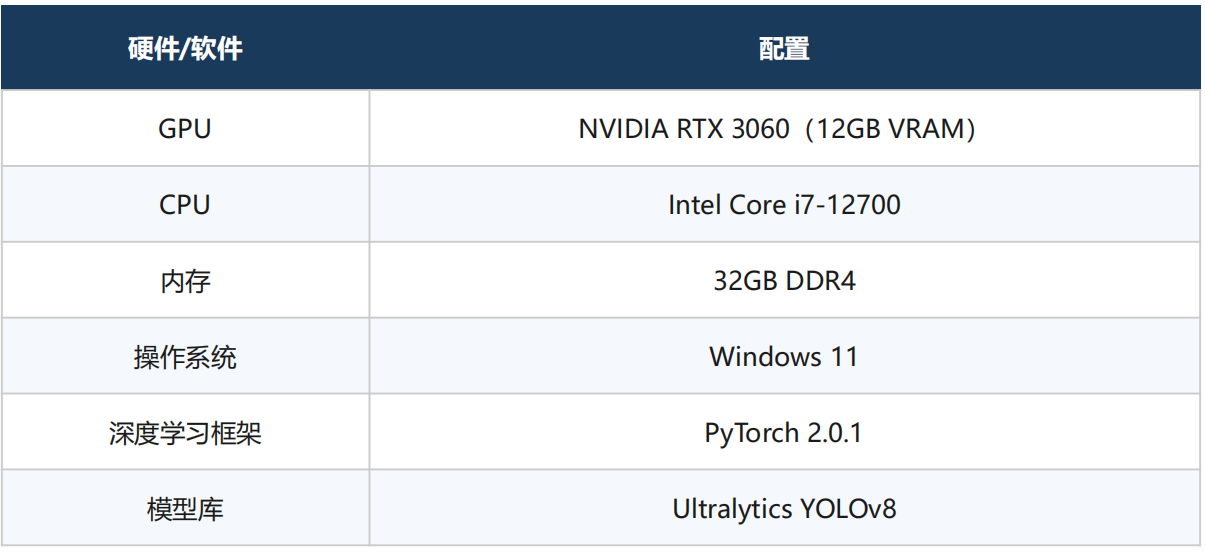 硬件/软件 配置
GPU NVIDIA RTX 3060（12GB VRAM）
CPU Intel Core i7-12700
内存 32GB DDR4
操作系统 Windows 11
深度学习框架 PyTorch 2.0.1
模型库 Ultralytics YOLOv8